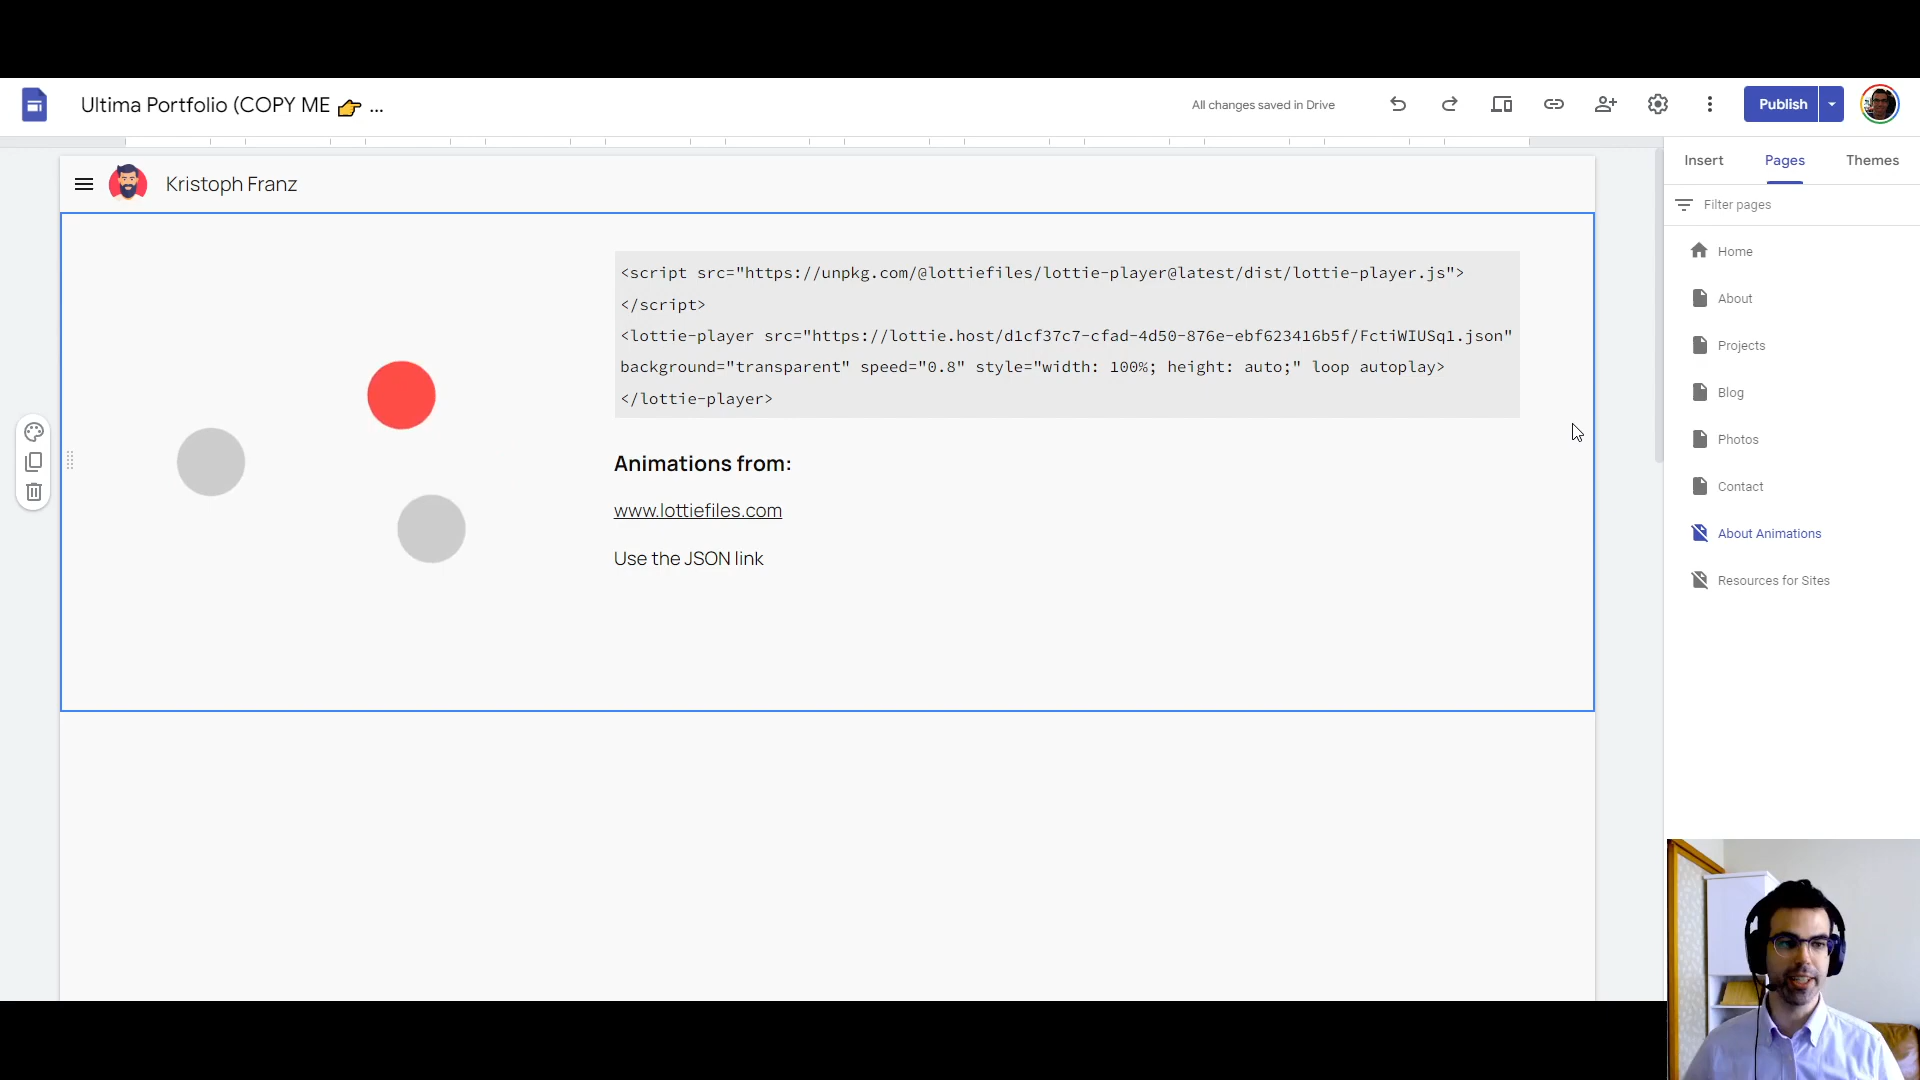 Ultima Portfolio (COPY ME 👉 ...
All changes saved in Drive
Publish
Insert
Pages
Themes
Kristoph Franz
Filter pages
<script src="https://unpkg.com/@lottiefiles/lottie-player@latest/dist/lottie-player.js">
</script>
<lottie-player src="https://lottie.host/d1cf37c7-cfad-4d50-876e-ebf623416b5f/FctiWIUSq1.json"
background="transparent" speed="0.8" style="width: 100%; height: auto;" loop autoplay>
</lottie-player>
Animations from:
www.lottiefiles.com
Use the JSON link
Home
About
Projects
Blog
Photos
Contact
About Animations
Resources for Sites